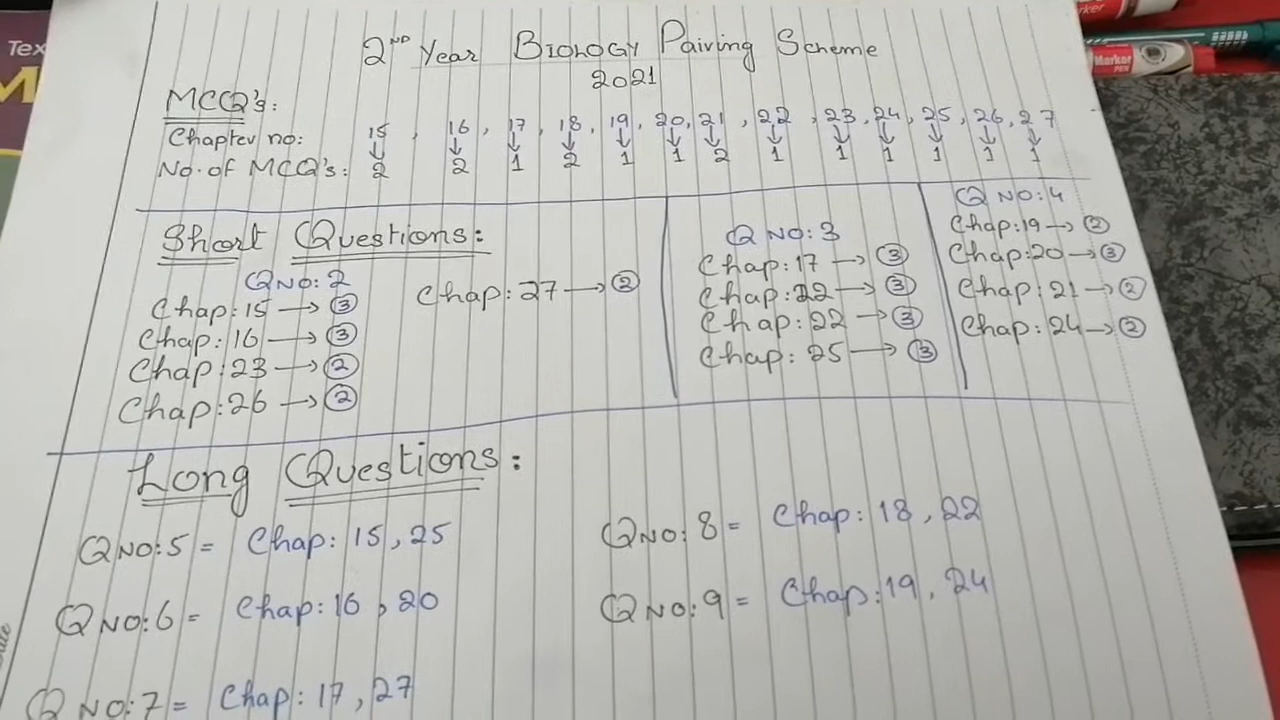 2ND Year Biology Pairing Scheme
2021
MCQ's:
Chapter no: 15, 16, 17, 18, 19, 20, 21, 22, 23, 24, 25, 26, 27
↓ ↓ ↓ ↓ ↓ ↓ ↓ ↓ ↓ ↓ ↓ ↓ ↓
No. of MCQ's: 2 2 1 2 1 1 2 1 1 1 1 1 1
Short Questions:
Q No: 2
Chap: 15 → ③
Chap: 16 → ③
Chap: 23 → ②
Chap: 26 → ②
Chap: 27 → ②
Q No: 3
Chap: 17 → ③
Chap: 22 → ③
Chap: 22 → ③
Chap: 25 → ③
Q No: 4
Chap: 19 → ②
Chap: 20 → ③
Chap: 21 → ②
Chap: 24 → ②
Long Questions:
Q No: 5 = Chap: 15, 25
Q No: 6 = Chap: 16, 20
Q No: 7 = Chap: 17, 27
Q No: 8 = Chap: 18, 22
Q No: 9 = Chap: 19, 24
Tex
M
rker
Marker
PEN